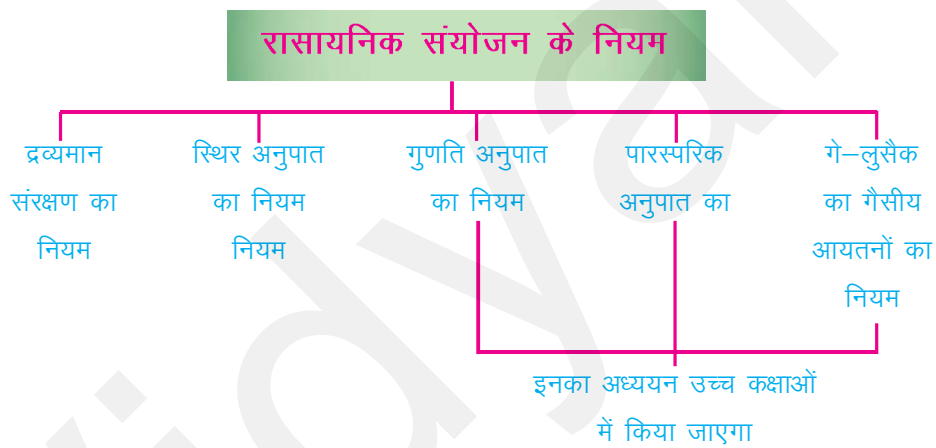 रासायनिक संयोजन के नियम
द्रव्यमान
संरक्षण का
नियम
स्थिर अनुपात
का नियम
नियम
गुणति अनुपात
का नियम
पारस्परिक
अनुपात का
गे–लुसैक
का गैसीय
आयतनों का
नियम
इनका अध्ययन उच्च कक्षाओं
में किया जाएगा